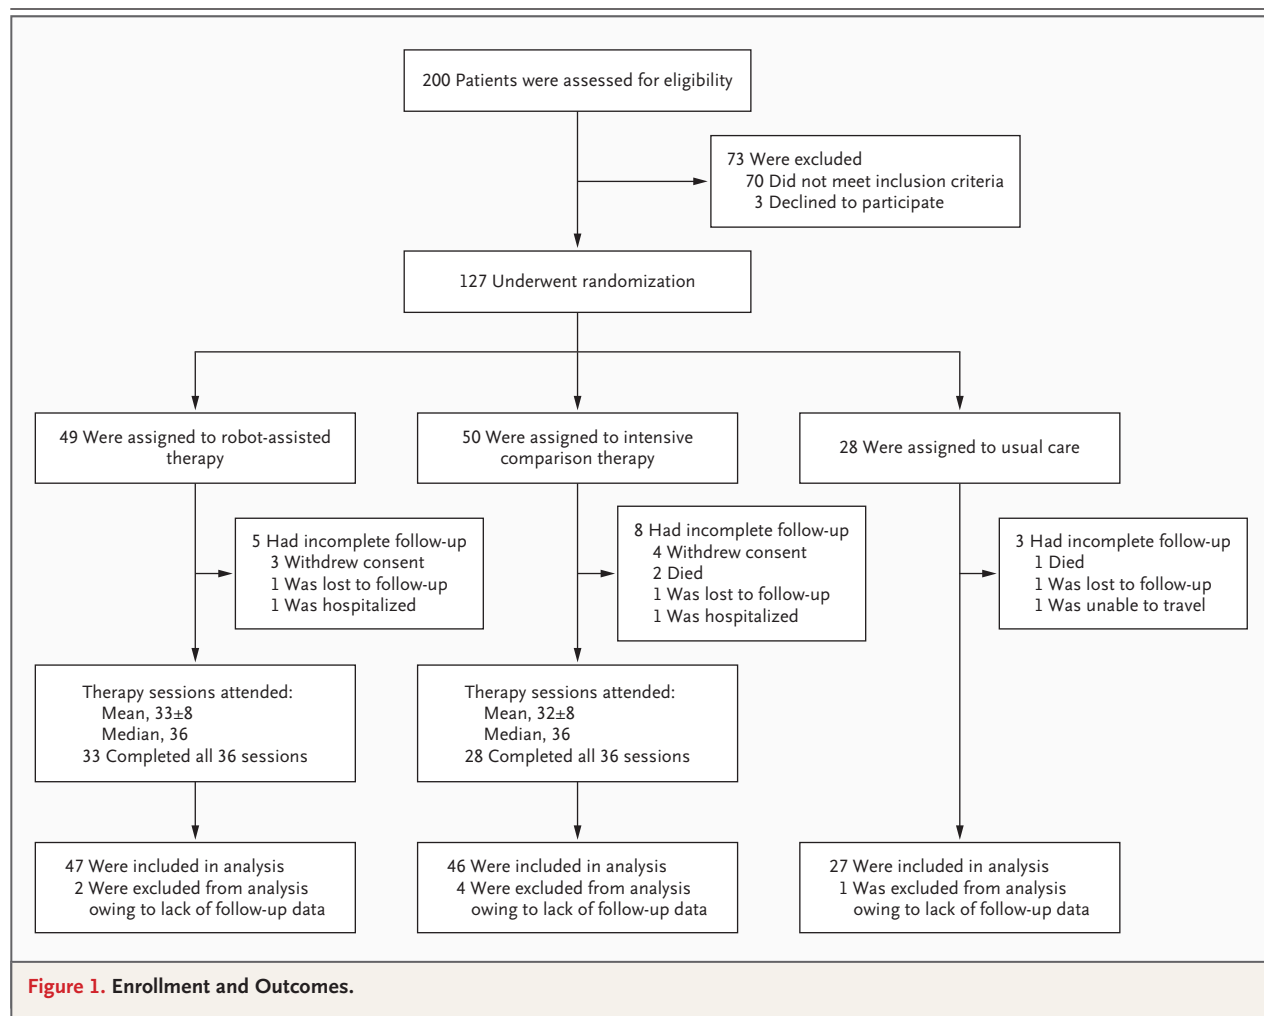 200 Patients were assessed for eligibility
73 Were excluded
70 Did not meet inclusion criteria
3 Declined to participate
127 Underwent randomization
49 Were assigned to robot-assisted
therapy
50 Were assigned to intensive
comparison therapy
28 Were assigned to usual care
5 Had incomplete follow-up
3 Withdrew consent
1 Was lost to follow-up
1 Was hospitalized
8 Had incomplete follow-up
4 Withdrew consent
2 Died
1 Was lost to follow-up
1 Was hospitalized
3 Had incomplete follow-up
1 Died
1 Was lost to follow-up
1 Was unable to travel
Therapy sessions attended:
Mean, 33±8
Median, 36
33 Completed all 36 sessions
Therapy sessions attended:
Mean, 32±8
Median, 36
28 Completed all 36 sessions
47 Were included in analysis
2 Were excluded from analysis
owing to lack of follow-up data
46 Were included in analysis
4 Were excluded from analysis
owing to lack of follow-up data
27 Were included in analysis
1 Was excluded from analysis
owing to lack of follow-up data
Figure 1. Enrollment and Outcomes.